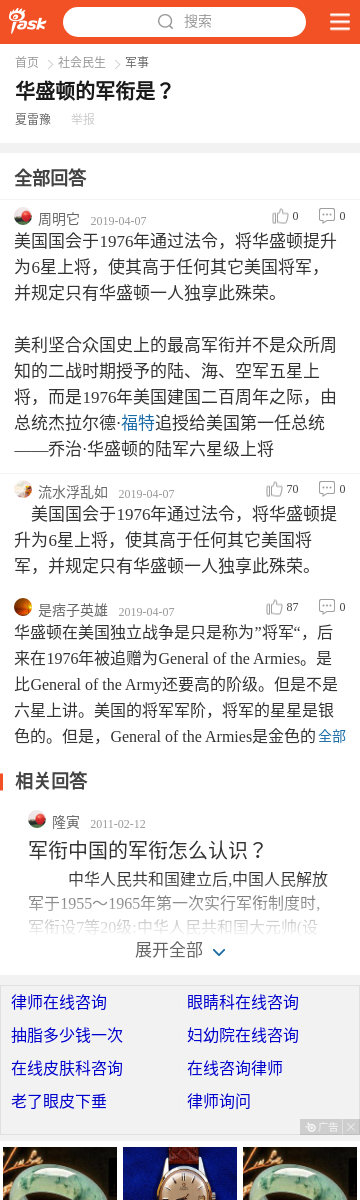 iask
搜索
首页 > 社会民生 > 军事
华盛顿的军衔是？
夏雷豫 举报
全部回答
周明它 2019-04-07 0 0
美国国会于1976年通过法令，将华盛顿提升
为6星上将，使其高于任何其它美国将军，
并规定只有华盛顿一人独享此殊荣。
美利坚合众国史上的最高军衔并不是众所周
知的二战时期授予的陆、海、空军五星上
将，而是1976年美国建国二百周年之际，由
总统杰拉尔德·福特追授给美国第一任总统
——乔治·华盛顿的陆军六星级上将
流水浮乱如 2019-04-07 70 0
美国国会于1976年通过法令，将华盛顿提
升为6星上将，使其高于任何其它美国将
军，并规定只有华盛顿一人独享此殊荣。
是痞子英雄 2019-04-07 87 0
华盛顿在美国独立战争是只是称为”将军“，后
来在1976年被追赠为General of the Armies。是
比General of the Army还要高的阶级。但是不是
六星上讲。美国的将军军阶，将军的星星是银
色的。但是，General of the Armies是金色的 全部
相关回答
隆寅 2011-02-12
军衔中国的军衔怎么认识？
中华人民共和国建立后,中国人民解放
军于1955～1965年第一次实行军衔制度时,
军衔设7等20级:中华人民共和国大元帅(设
展开全部
律师在线咨询 眼睛科在线咨询
抽脂多少钱一次 妇幼院在线咨询
在线皮肤科咨询 在线咨询律师
老了眼皮下垂 律师询问
广告